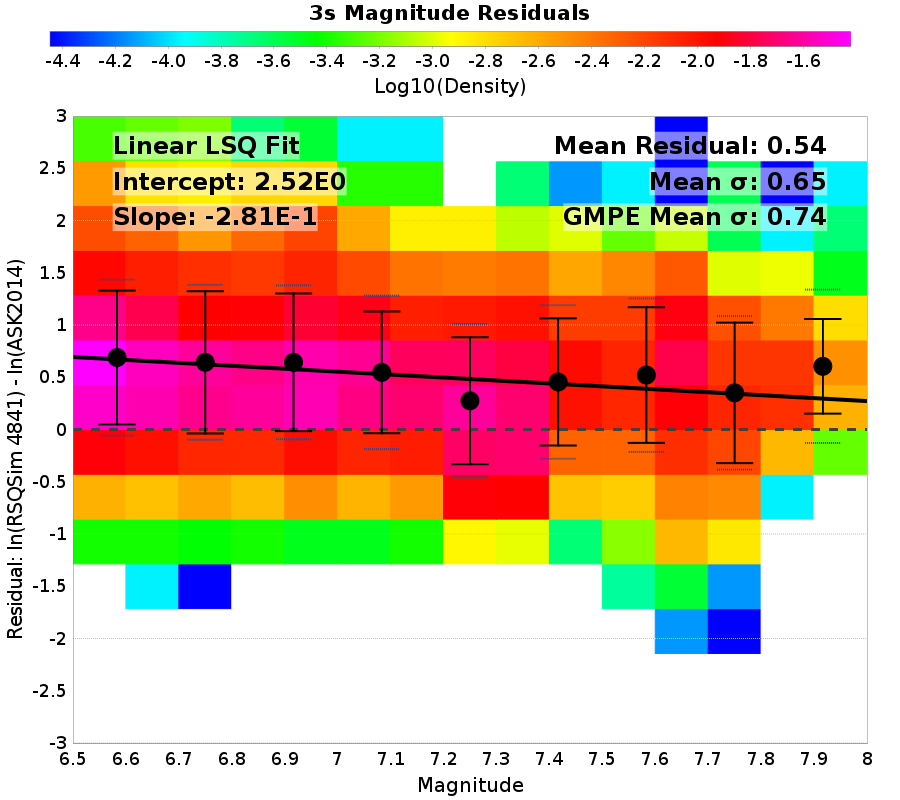 3s Magnitude Residuals
-4.4 -4.2 -4.0 -3.8 -3.6 -3.4 -3.2 -3.0 -2.8 -2.6 -2.4 -2.2 -2.0 -1.8 -1.6
Log10(Density)
Linear LSQ Fit
Intercept: 2.52E0
Slope: -2.81E-1
Mean Residual: 0.54
Mean σ: 0.65
GMPE Mean σ: 0.74
Residual: ln(RSQSim 4841) - ln(ASK2014)
3
2.5
2
1.5
1
0.5
0
-0.5
-1
-1.5
-2
-2.5
-3
6.5 6.6 6.7 6.8 6.9 7 7.1 7.2 7.3 7.4 7.5 7.6 7.7 7.8 7.9 8
Magnitude